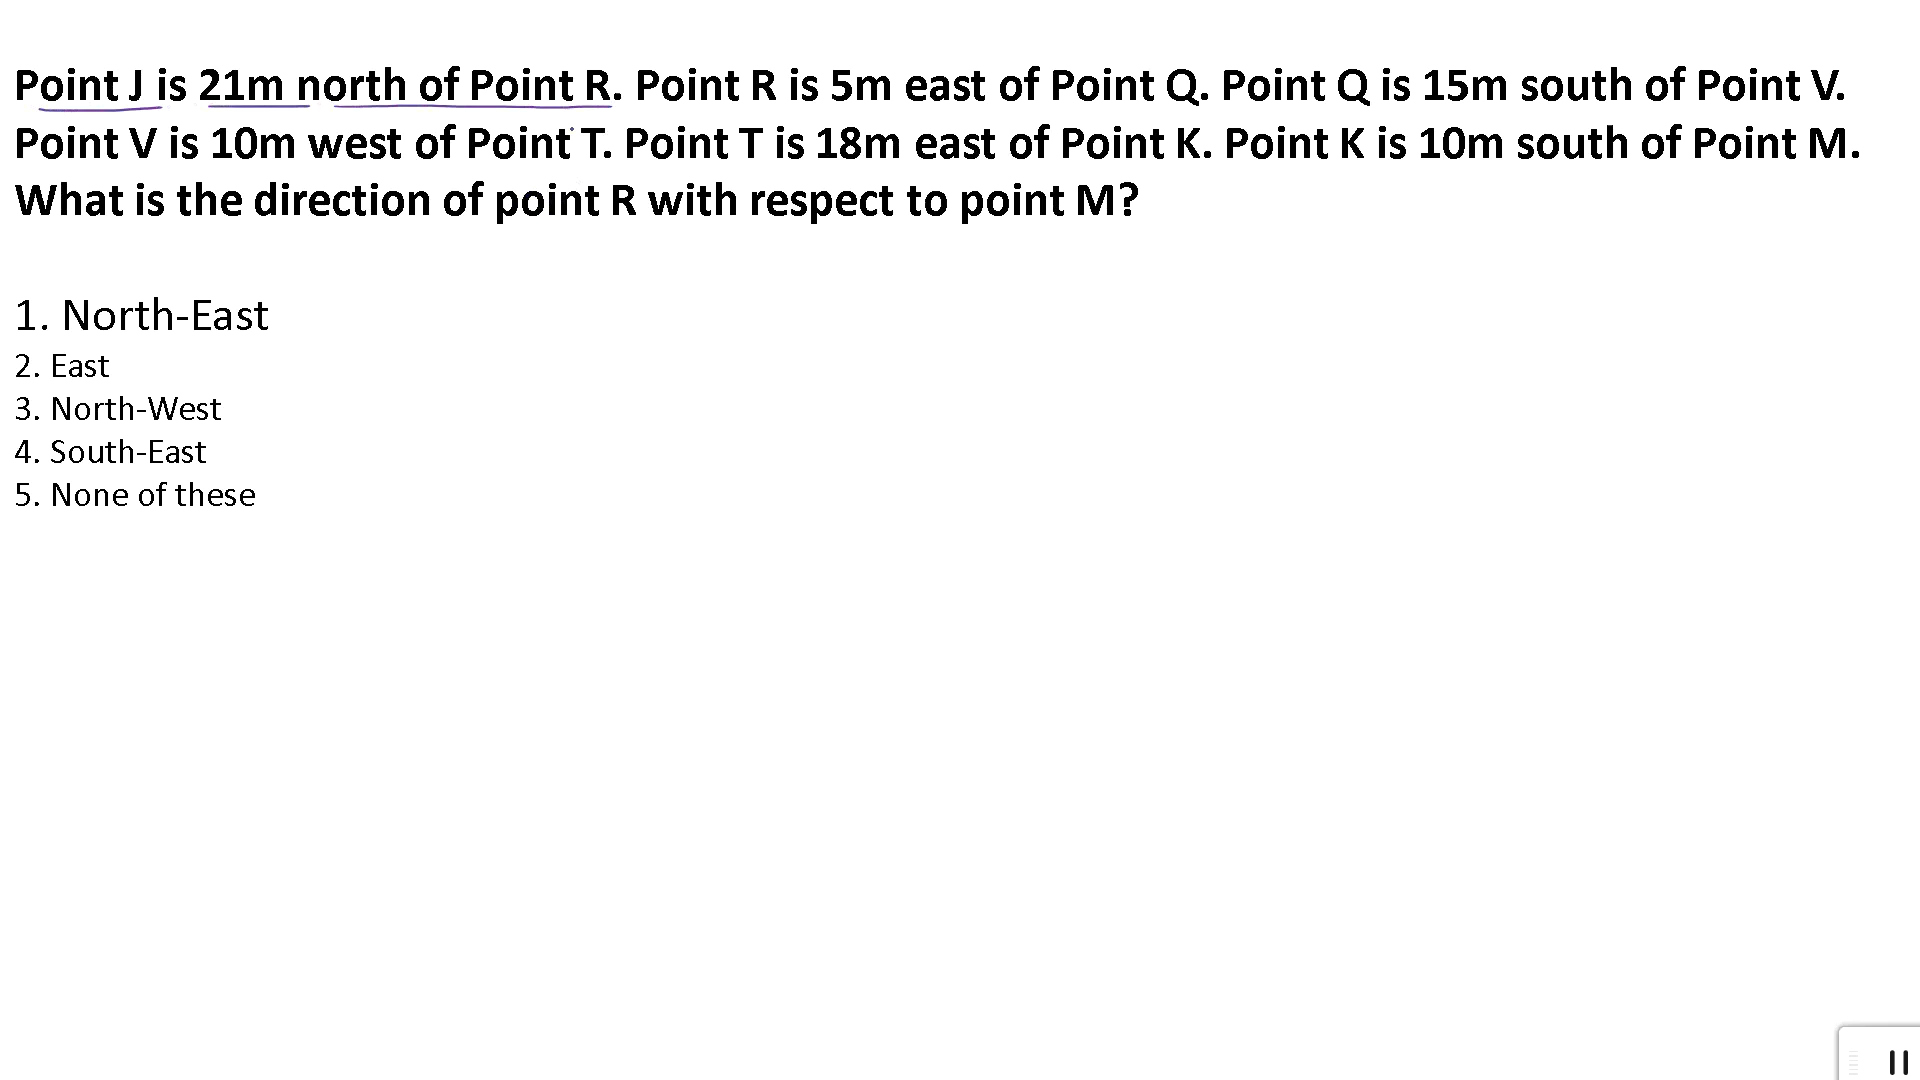 Point J is 21m north of Point R. Point R is 5m east of Point Q. Point Q is 15m south of Point V.
Point V is 10m west of Point T. Point T is 18m east of Point K. Point K is 10m south of Point M.
What is the direction of point R with respect to point M?
1. North-East
2. East
3. North-West
4. South-East
5. None of these